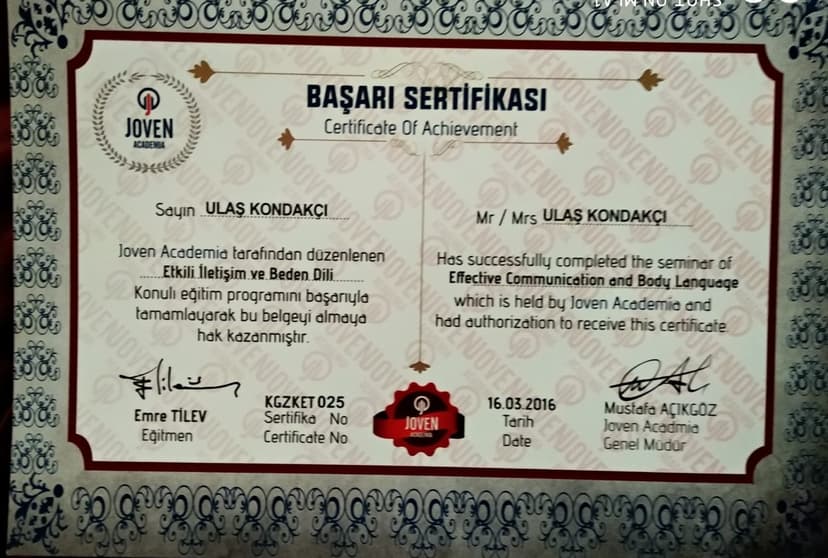 JOVEN
ACADEMIA
BAŞARI SERTİFİKASI
Certificate Of Achievement
Sayın ULAŞ KONDAKÇI
Joven Academia tarafından düzenlenen
Etkili İletişim ve Beden Dili
Konulı eğitim programını başarıyla
tamamlayarak bu belgeyi almaya
hak kazanmıştır.
Mr / Mrs ULAŞ KONDAKÇI
Has successfully completed the seminar of
Effective Communication and Body Language
which is held by Joven Academia and
had authorization to receive this certificate.
Emre TİLEV
Eğitmen
KGZKET 025
Sertifika No
Certificate No
JOVEN
ACADEMIA
16.03.2016
Tarih
Date
Mustafa AÇIKGÖZ
Joven Acadmia
Genel Müdür